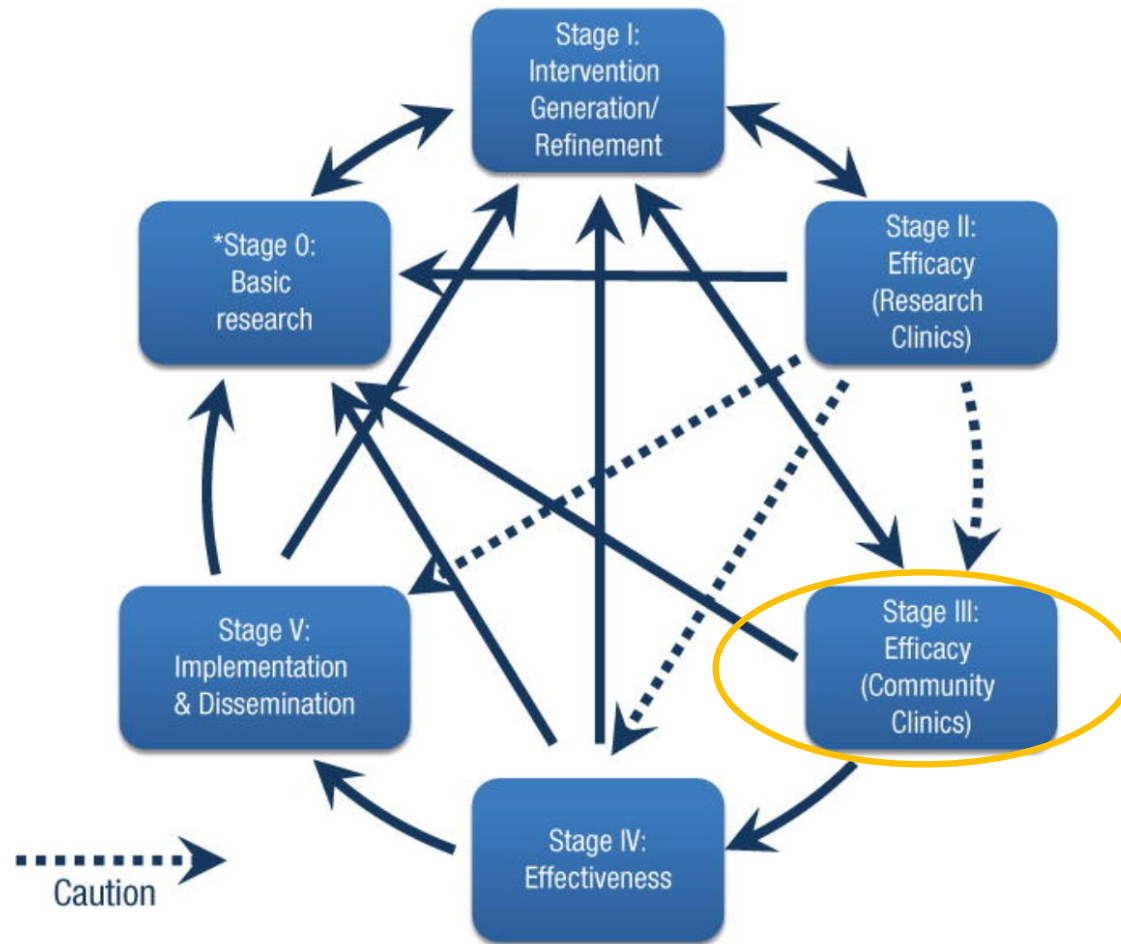 Stage I:
Intervention
Generation/
Refinement
*Stage 0:
Basic
research
Stage II:
Efficacy
(Research
Clinics)
Stage V:
Implementation
& Dissemination
Stage III:
Efficacy
(Community
Clinics)
Stage IV:
Effectiveness
Caution